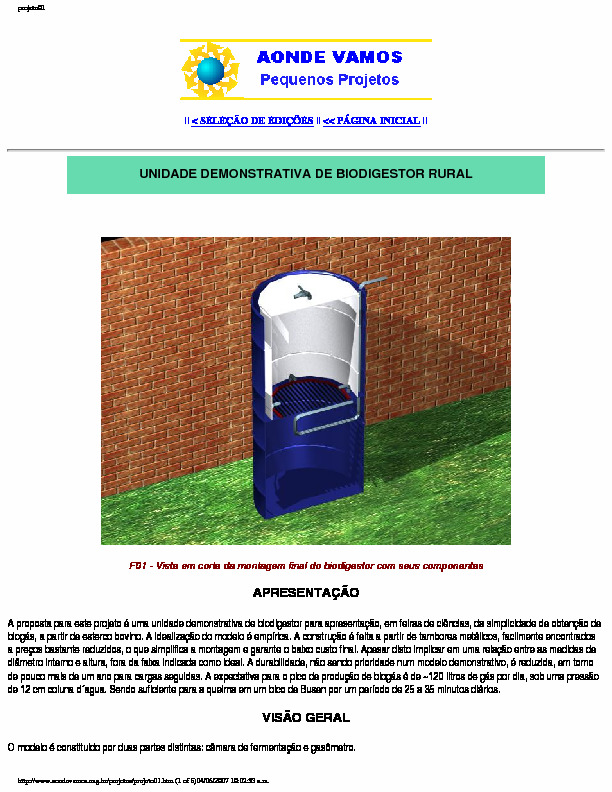 projeto01
AONDE VAMOS
Pequenos Projetos
|| < SELEÇÃO DE EDIÇÕES || << PÁGINA INICIAL ||
UNIDADE DEMONSTRATIVA DE BIODIGESTOR RURAL
F01 - Vista em corte da montagem final do biodigestor com seus componentes
APRESENTAÇÃO
A proposta para este projeto é uma unidade demonstrativa de biodigestor para apresentação, em feiras de ciências, da simplicidade da obtenção de
biogás, a partir de esterco bovino. A idealização do modelo é empírica. A construção é feita a partir de tambores metálicos, facilmente encontrados
a preços bastante reduzidos, o que simplifica a montagem e garante o baixo custo final. Apesar disto implicar em uma relação entre as medidas de
diâmetro interno e altura, fora da faixa indicada como ideal. A durabilidade, não sendo prioridade num modelo demonstrativo, é reduzida, em torno
de pouco mais de um ano para cargas seguidas. A expectativa para o pico de produção de biogás é de ~120 litros de gás por dia, sob uma pressão
de 12 cm coluna d´agua. Sendo suficiente para a queima em um bico de Busen por um período de 25 a 35 minutos diários.
VISÃO GERAL
O modelo é constituído por duas partes distintas: câmara de fermentação e gasômetro.
http://www.aondevamos.eng.br/projetos/projeto01.htm (1 of 6)04/06/2007 10:02:53 a.m.